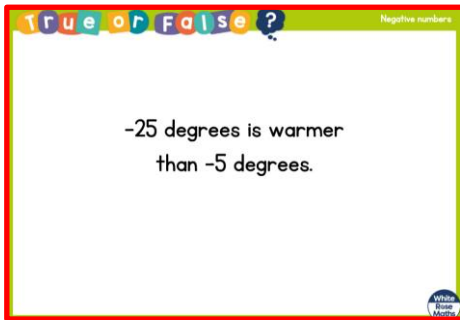 True or False?
Negative numbers
-25 degrees is warmer
than -5 degrees.
White
Rose
Maths